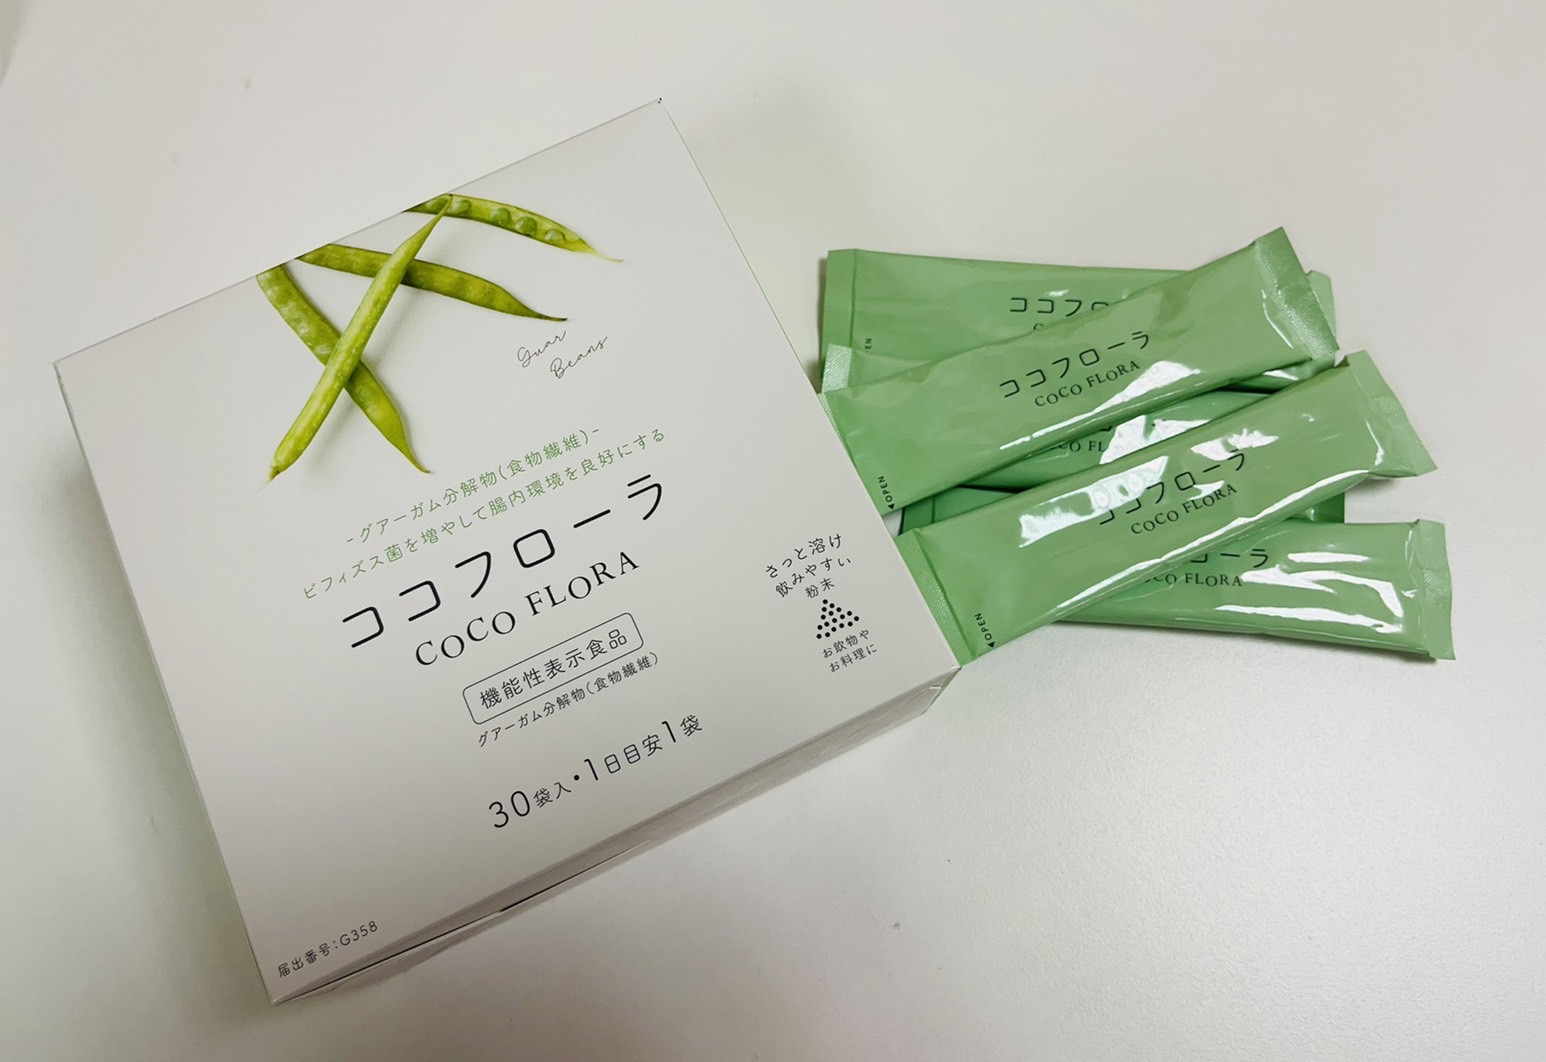 Guar
Beans
-グアーガム分解物(食物繊維)-
ビフィズス菌を増やして腸内環境を良好にする
ココフローラ
COCO FLORA
機能性表示食品
グアーガム分解物(食物繊維)
30袋入・1日目安1袋
さっと溶け
飲みやすい
粉末
お飲物や
お料理に
届出番号:G358
ココフロ
EN
ココフローラ
COCO FLORA
OPEN
ココフローラ
COCO FLORA
OPEN
ローラ
CO FLORA